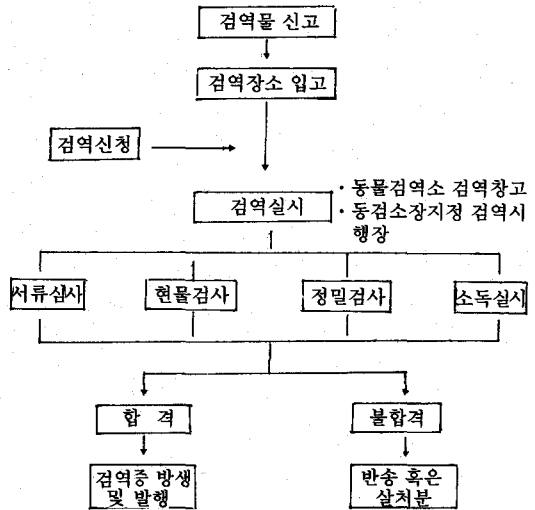 검역물 신고
검역장소 입고
검역신청
검역실시
· 동물검역소 검역창고
· 동검소장지정 검역시
행장
서류심사
현물검사
정밀검사
소독실시
합 격
불합격
검역증 방생
및 발행
반송 혹은
살처분